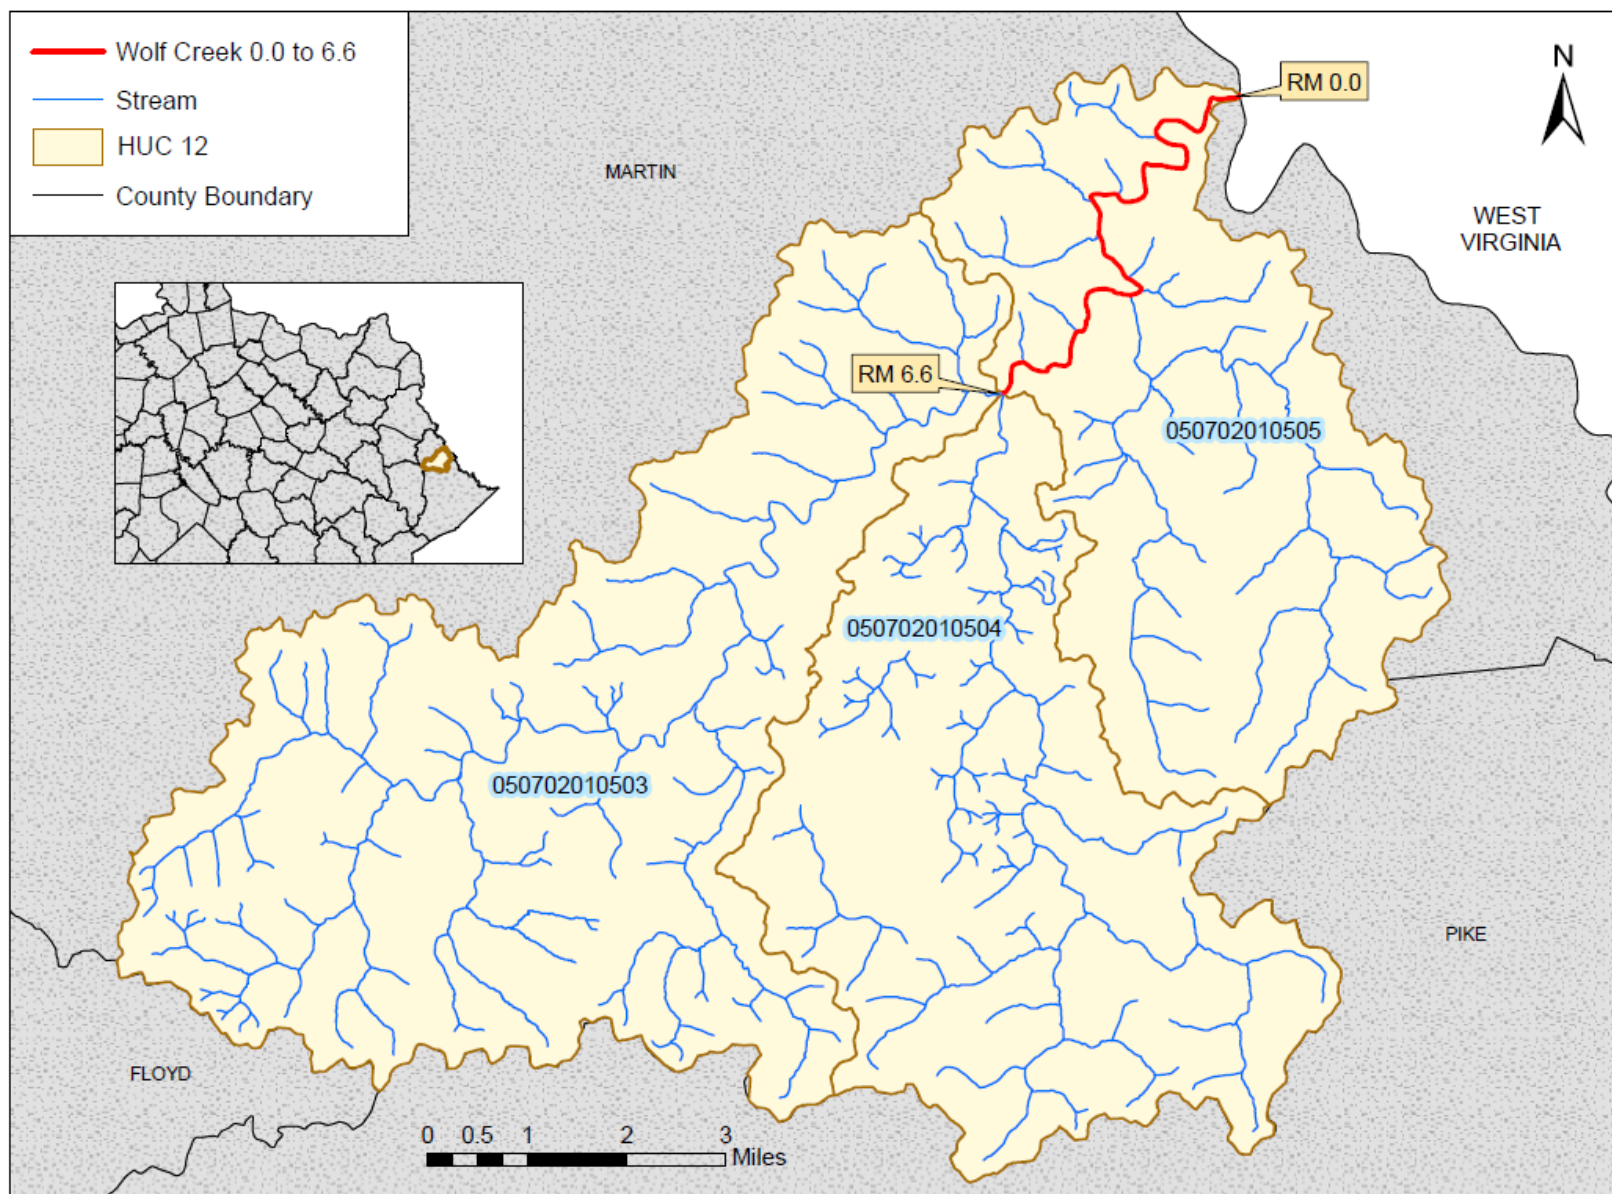 Wolf Creek 0.0 to 6.6
Stream
HUC 12
County Boundary
RM 0.0
N
MARTIN
WEST
VIRGINIA
RM 6.6
050702010505
050702010504
050702010503
PIKE
FLOYD
0 0.5 1 2 3
Miles